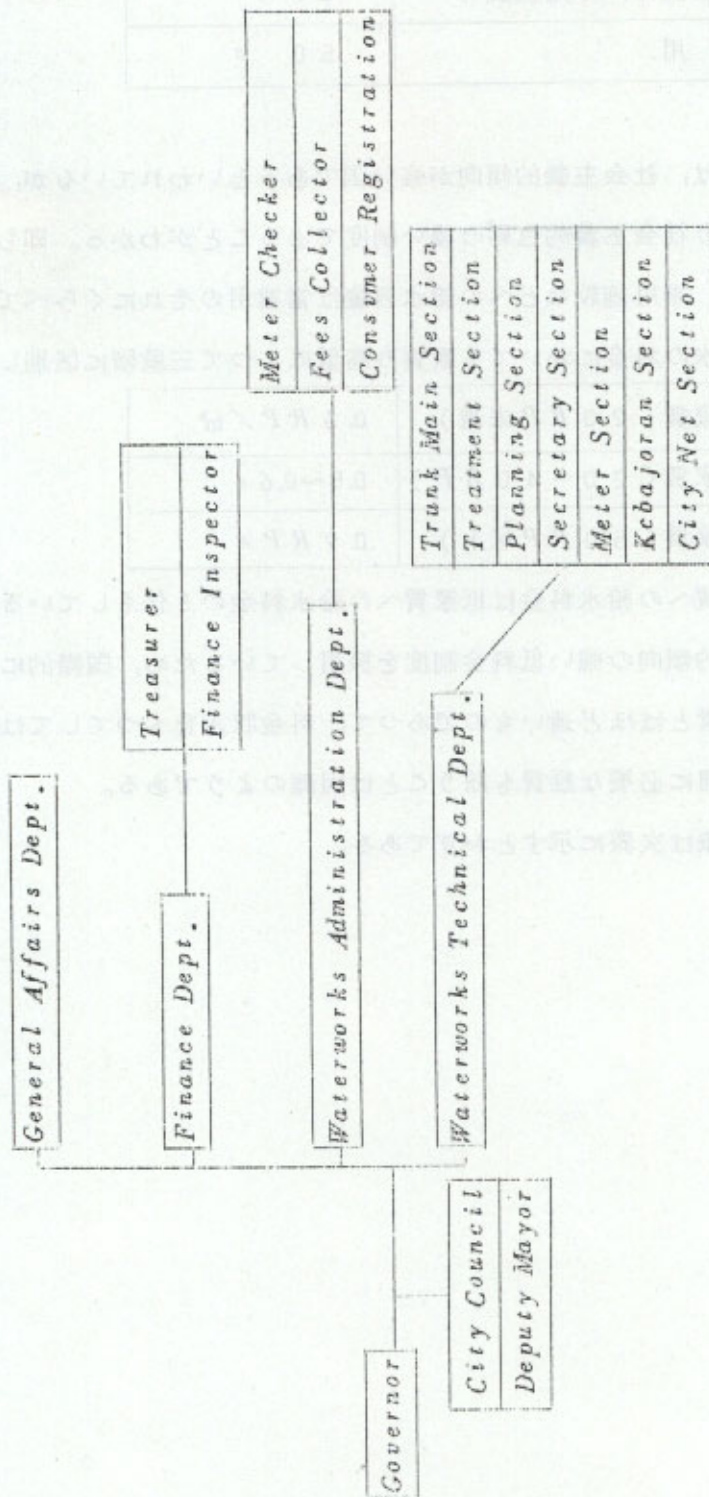 Governor
City Council
Deputy Mayor
General Affairs Dept.
Finance Dept.
Treasurer
Finance Inspector
Waterworks Administration Dept.
Meter Checker
Fees Collector
Consumer Registration
Waterworks Technical Dept.
Trunk Main Section
Treatment Section
Planning Section
Secretary Section
Meter Section
Kcbajoran Section
City Net Section